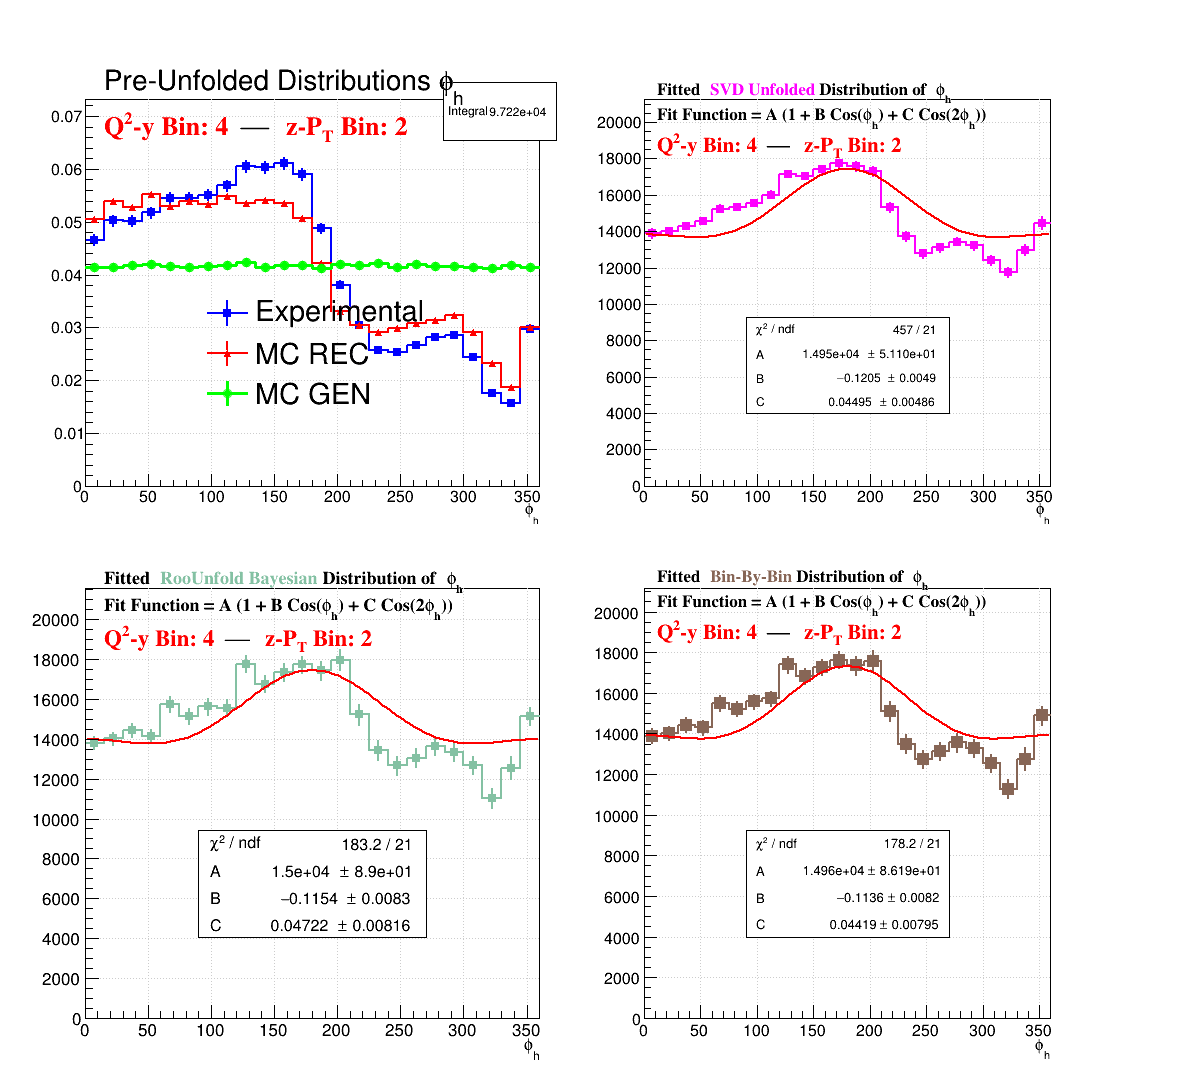 Pre-Unfolded Distributions ϕh
Integral 9.722e+04
Q²-y Bin: 4 — z-PT Bin: 2
0.07
0.06
0.05
0.04
0.03
0.02
0.01
0
Experimental
MC REC
MC GEN
0 50 100 150 200 250 300 350
ϕh
Fitted SVD Unfolded Distribution of ϕh
Fit Function = A (1 + B Cos(ϕh) + C Cos(2ϕh))
Q²-y Bin: 4 — z-PT Bin: 2
20000
18000
16000
14000
12000
10000
8000
6000
4000
2000
0
χ² / ndf 457 / 21
A 1.495e+04 ± 5.110e+01
B −0.1205 ± 0.0049
C 0.04495 ± 0.00486
0 50 100 150 200 250 300 350
ϕh
Fitted RooUnfold Bayesian Distribution of ϕh
Fit Function = A (1 + B Cos(ϕh) + C Cos(2ϕh))
Q²-y Bin: 4 — z-PT Bin: 2
20000
18000
16000
14000
12000
10000
8000
6000
4000
2000
0
χ² / ndf 183.2 / 21
A 1.5e+04 ± 8.9e+01
B −0.1154 ± 0.0083
C 0.04722 ± 0.00816
0 50 100 150 200 250 300 350
ϕh
Fitted Bin-By-Bin Distribution of ϕh
Fit Function = A (1 + B Cos(ϕh) + C Cos(2ϕh))
Q²-y Bin: 4 — z-PT Bin: 2
20000
18000
16000
14000
12000
10000
8000
6000
4000
2000
0
χ² / ndf 178.2 / 21
A 1.496e+04 ± 8.619e+01
B −0.1136 ± 0.0082
C 0.04419 ± 0.00795
0 50 100 150 200 250 300 350
ϕh